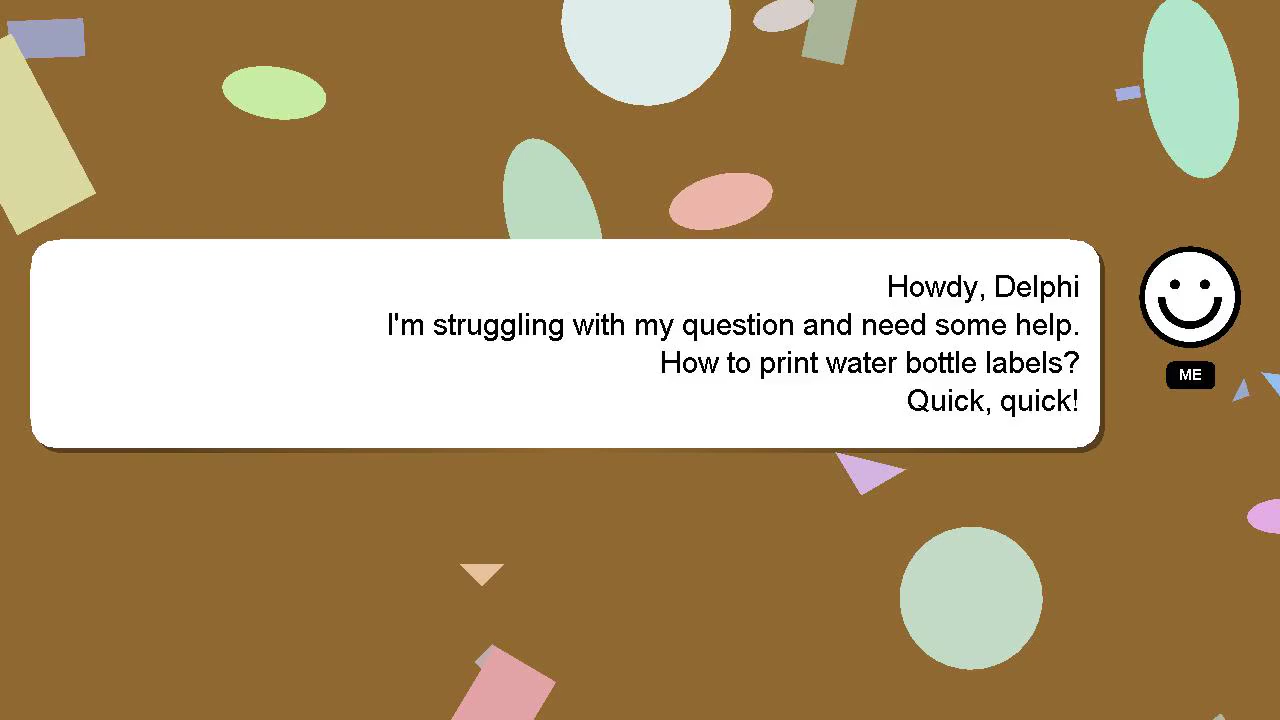 Howdy, Delphi
I'm struggling with my question and need some help.
How to print water bottle labels?
Quick, quick!
ME